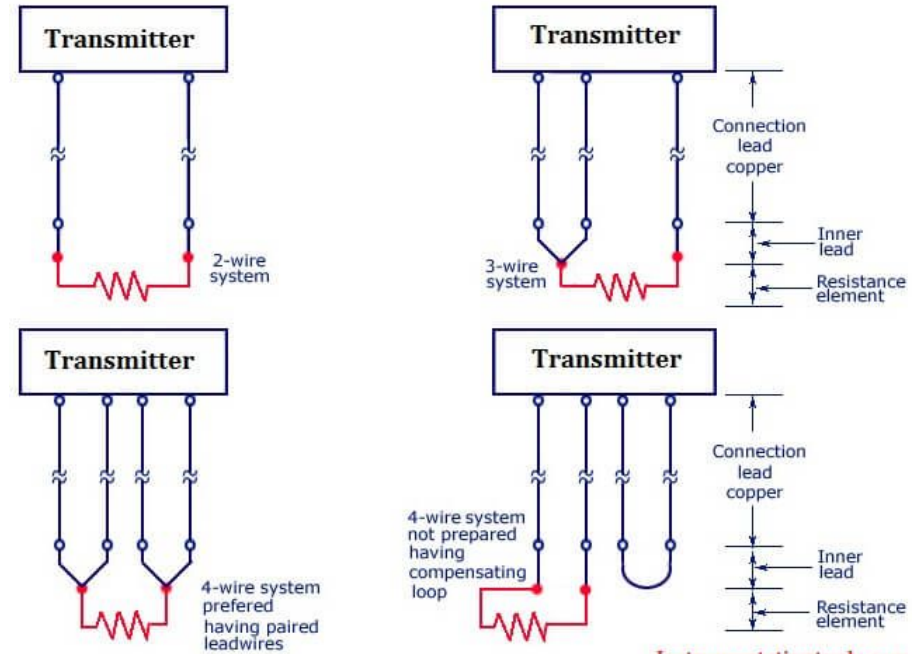 Transmitter
2-wire
system
Transmitter
3-wire
system
Connection
lead
copper
Inner
lead
Resistance
element
Transmitter
4-wire system
prefered
having paired
leadwires
Transmitter
4-wire system
not prepared
having
compensating
loop
Connection
lead
copper
Inner
lead
Resistance
element